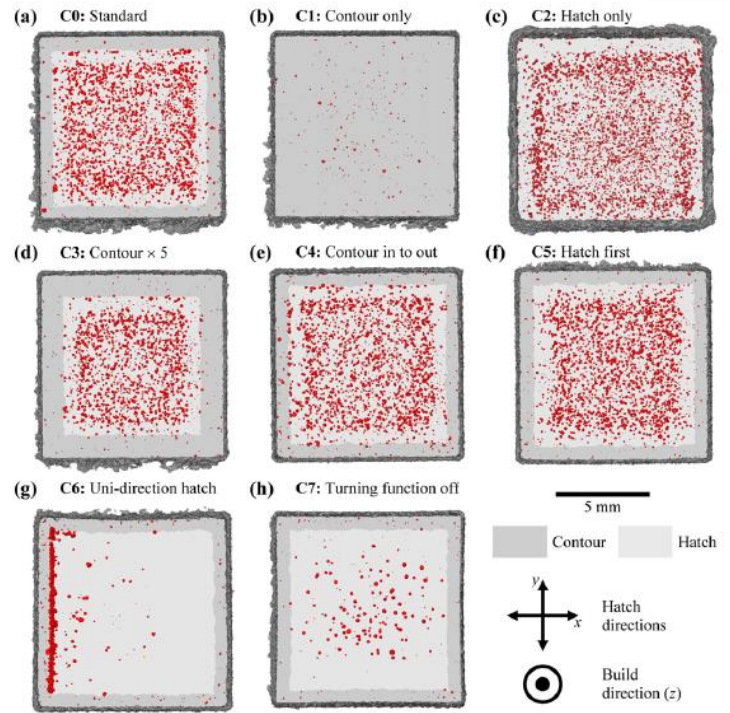 (a) C0: Standard
(b) C1: Contour only
(c) C2: Hatch only
(d) C3: Contour × 5
(e) C4: Contour in to out
(f) C5: Hatch first
(g) C6: Uni-direction hatch
(h) C7: Turning function off
5 mm
Contour
Hatch
y
x
Hatch
directions
Build
direction (z)